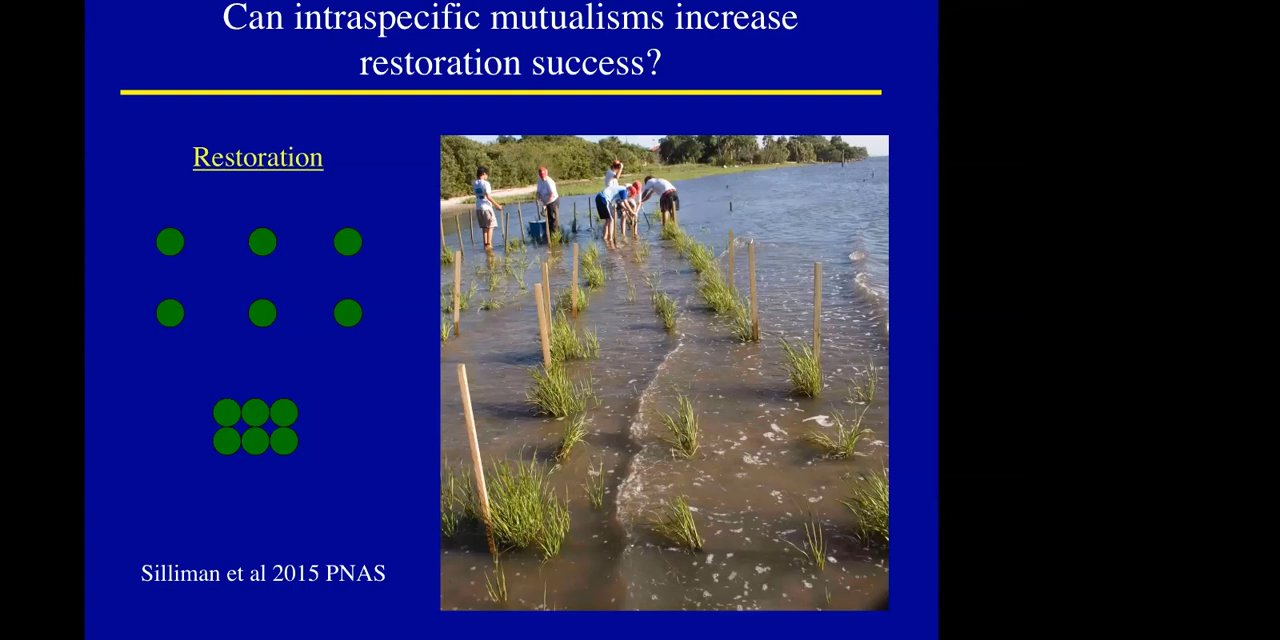 Can intraspecific mutualisms increase
restoration success?
Restoration
Silliman et al 2015 PNAS